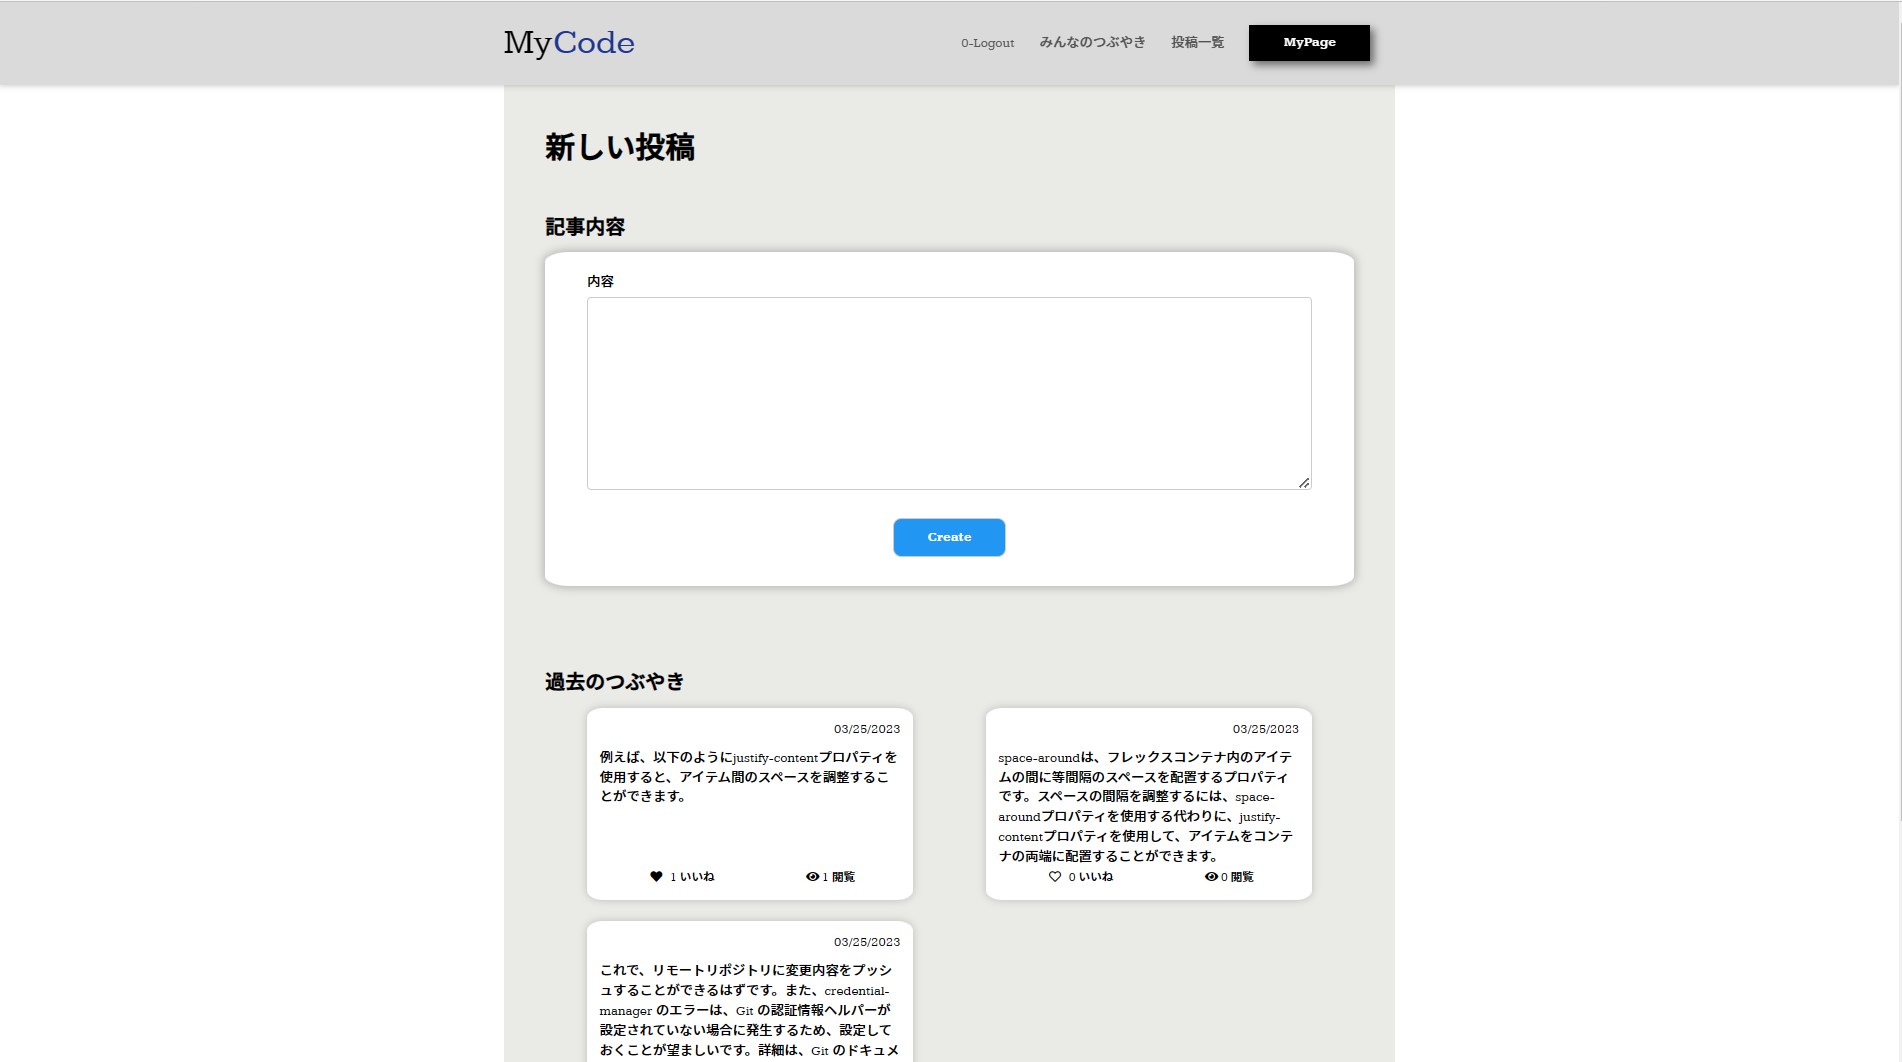 MyCode
0-Logout
みんなのつぶやき
投稿一覧
MyPage
新しい投稿
記事内容
内容
Create
過去のつぶやき
03/25/2023
例えば、以下のようにjustify-contentプロパティを
使用すると、アイテム間のスペースを調整するこ
とができます。
1 いいね
1 閲覧
03/25/2023
space-aroundは、フレックスコンテナ内のアイテ
ムの間に等間隔のスペースを配置するプロパティ
です。スペースの間隔を調整するには、space-
aroundプロパティを使用する代わりに、justify-
contentプロパティを使用して、アイテムをコンテ
ナの両端に配置することができます。
0 いいね
0 閲覧
03/25/2023
これで、リモートリポジトリに変更内容をプッシ
ュすることができるはずです。また、credential-
manager のエラーは、Git の認証情報ヘルパーが
設定されていない場合に発生するため、設定して
おくことが望ましいです。詳細は、Git のドキュメ